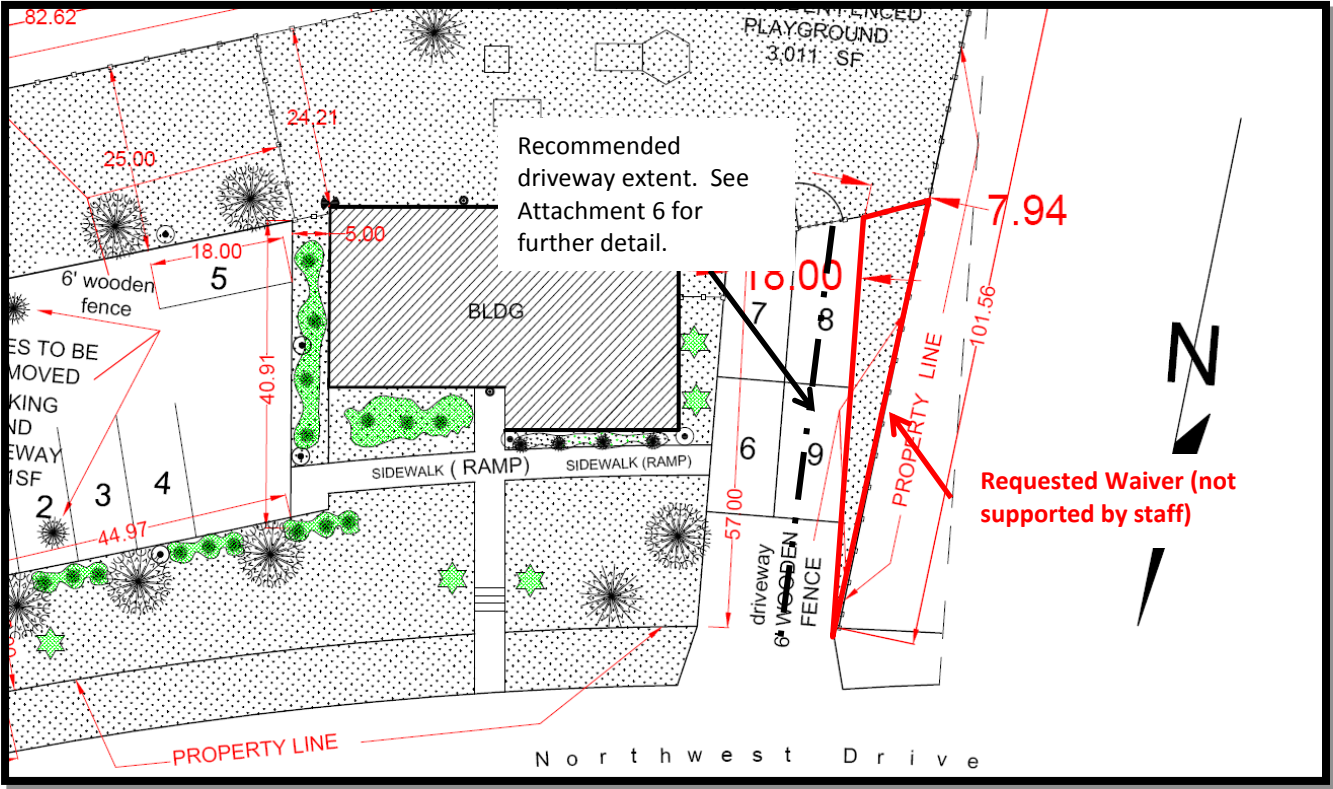 82.62
PLAYGROUND
3,011 SF
24.21
25.00
Recommended
driveway extent. See
Attachment 6 for
further detail.
7.94
5.00
18.00
5
6' wooden
fence
18.00
BLDG
7
8
101.56
PROPERTY LINE
ES TO BE
MOVED
KING
ND
EWAY
1SF
40.91
2
3
4
SIDEWALK (RAMP)
SIDEWALK (RAMP)
6
9
44.97
57.00
driveway
6' WOODEN
FENCE
Requested Waiver (not
supported by staff)
N
PROPERTY LINE
Northwest Drive